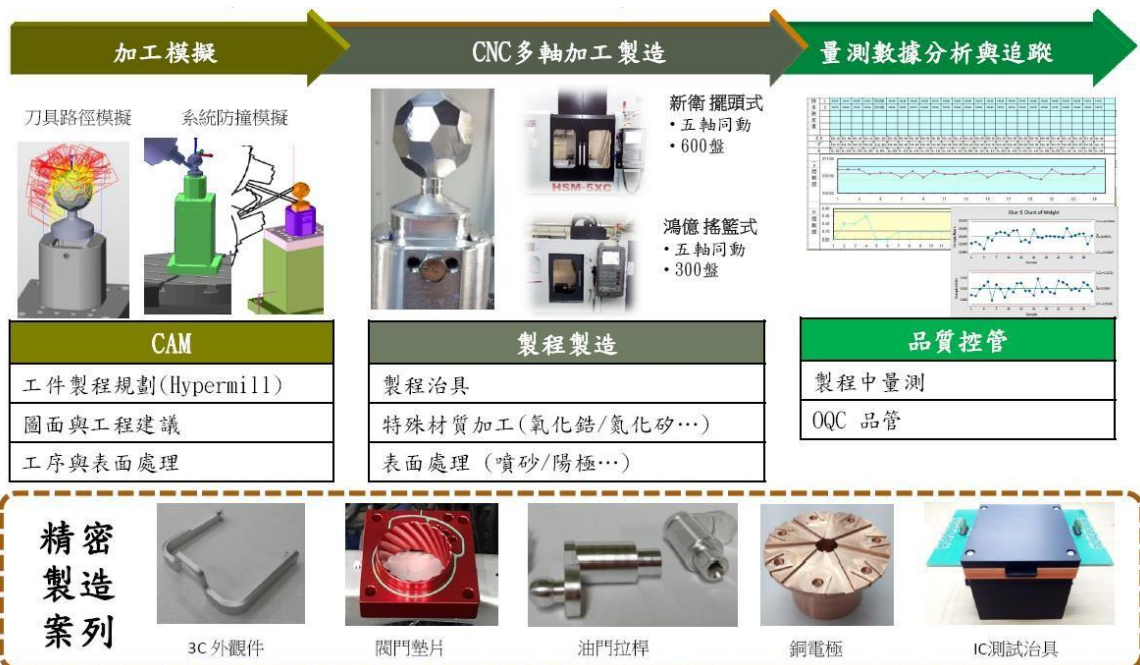 加工模擬
CNC多軸加工製造
量測數據分析與追蹤
刀具路徑模擬
系統防撞模擬
新衛 擺頭式
• 五軸同動
• 600盤
HSM-5XC
鴻億 搖籃式
• 五軸同動
• 300盤
Xbar-S Chart of Weight
CAM
工件製程規劃(Hypermill)
圖面與工程建議
工序與表面處理
製程製造
製程治具
特殊材質加工(氧化鋯/氮化矽…)
表面處理 (噴砂/陽極…)
品質控管
製程中量測
OQC 品管
精密
製造
案列
3C 外觀件
閥門墊片
油門拉桿
銅電極
IC測試治具